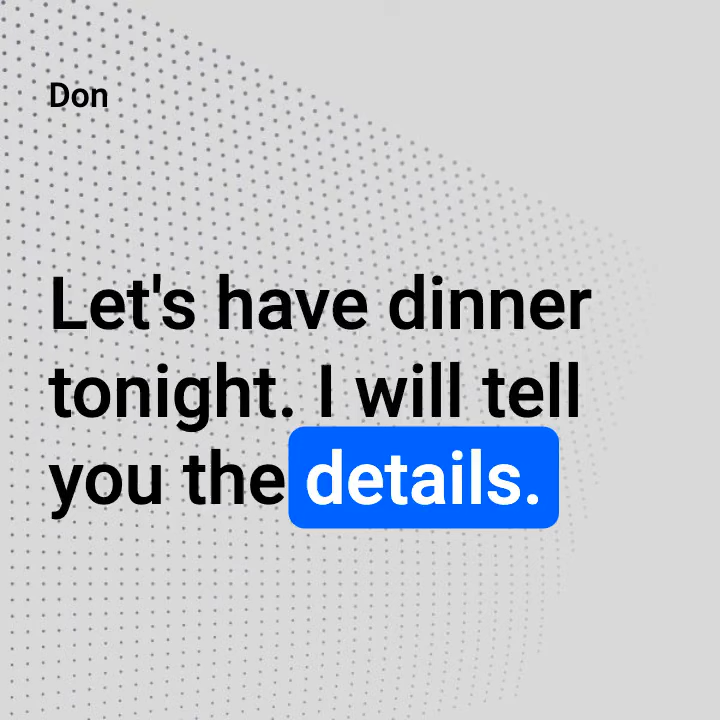 Don
Let's have dinner
tonight. I will tell
you the details.